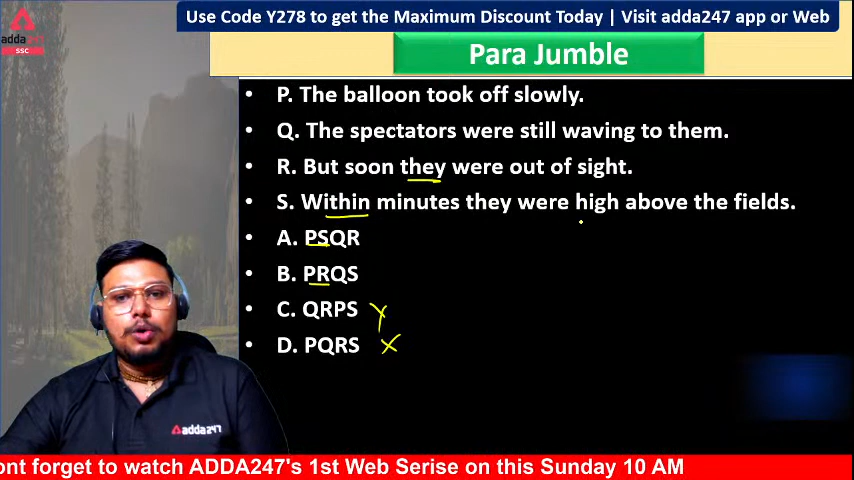 Use Code Y278 to get the Maximum Discount Today | Visit adda247 app or Web
adda247
SSC
Para Jumble
• P. The balloon took off slowly.
• Q. The spectators were still waving to them.
• R. But soon they were out of sight.
• S. Within minutes they were high above the fields.
• A. PSQR
• B. PRQS
• C. QRPS
• D. PQRS
adda247
ont forget to watch ADDA247's 1st Web Serise on this Sunday 10 AM